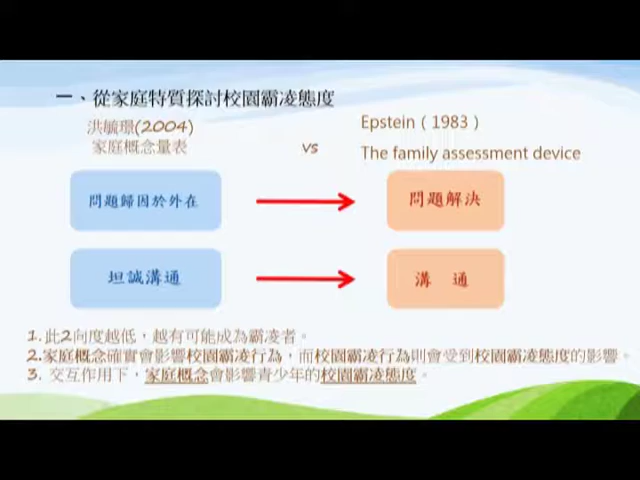 一、從家庭特質探討校園霸凌態度
洪毓璟(2004)
家庭概念量表
vs
Epstein（1983）
The family assessment device
問題歸因於外在
問題解決
坦誠溝通
溝 通
1. 此2向度越低，越有可能成為霸凌者。
2.家庭概念確實會影響校園霸凌行為，而校園霸凌行為則會受到校園霸凌態度的影響。
3. 交互作用下，家庭概念會影響青少年的校園霸凌態度。